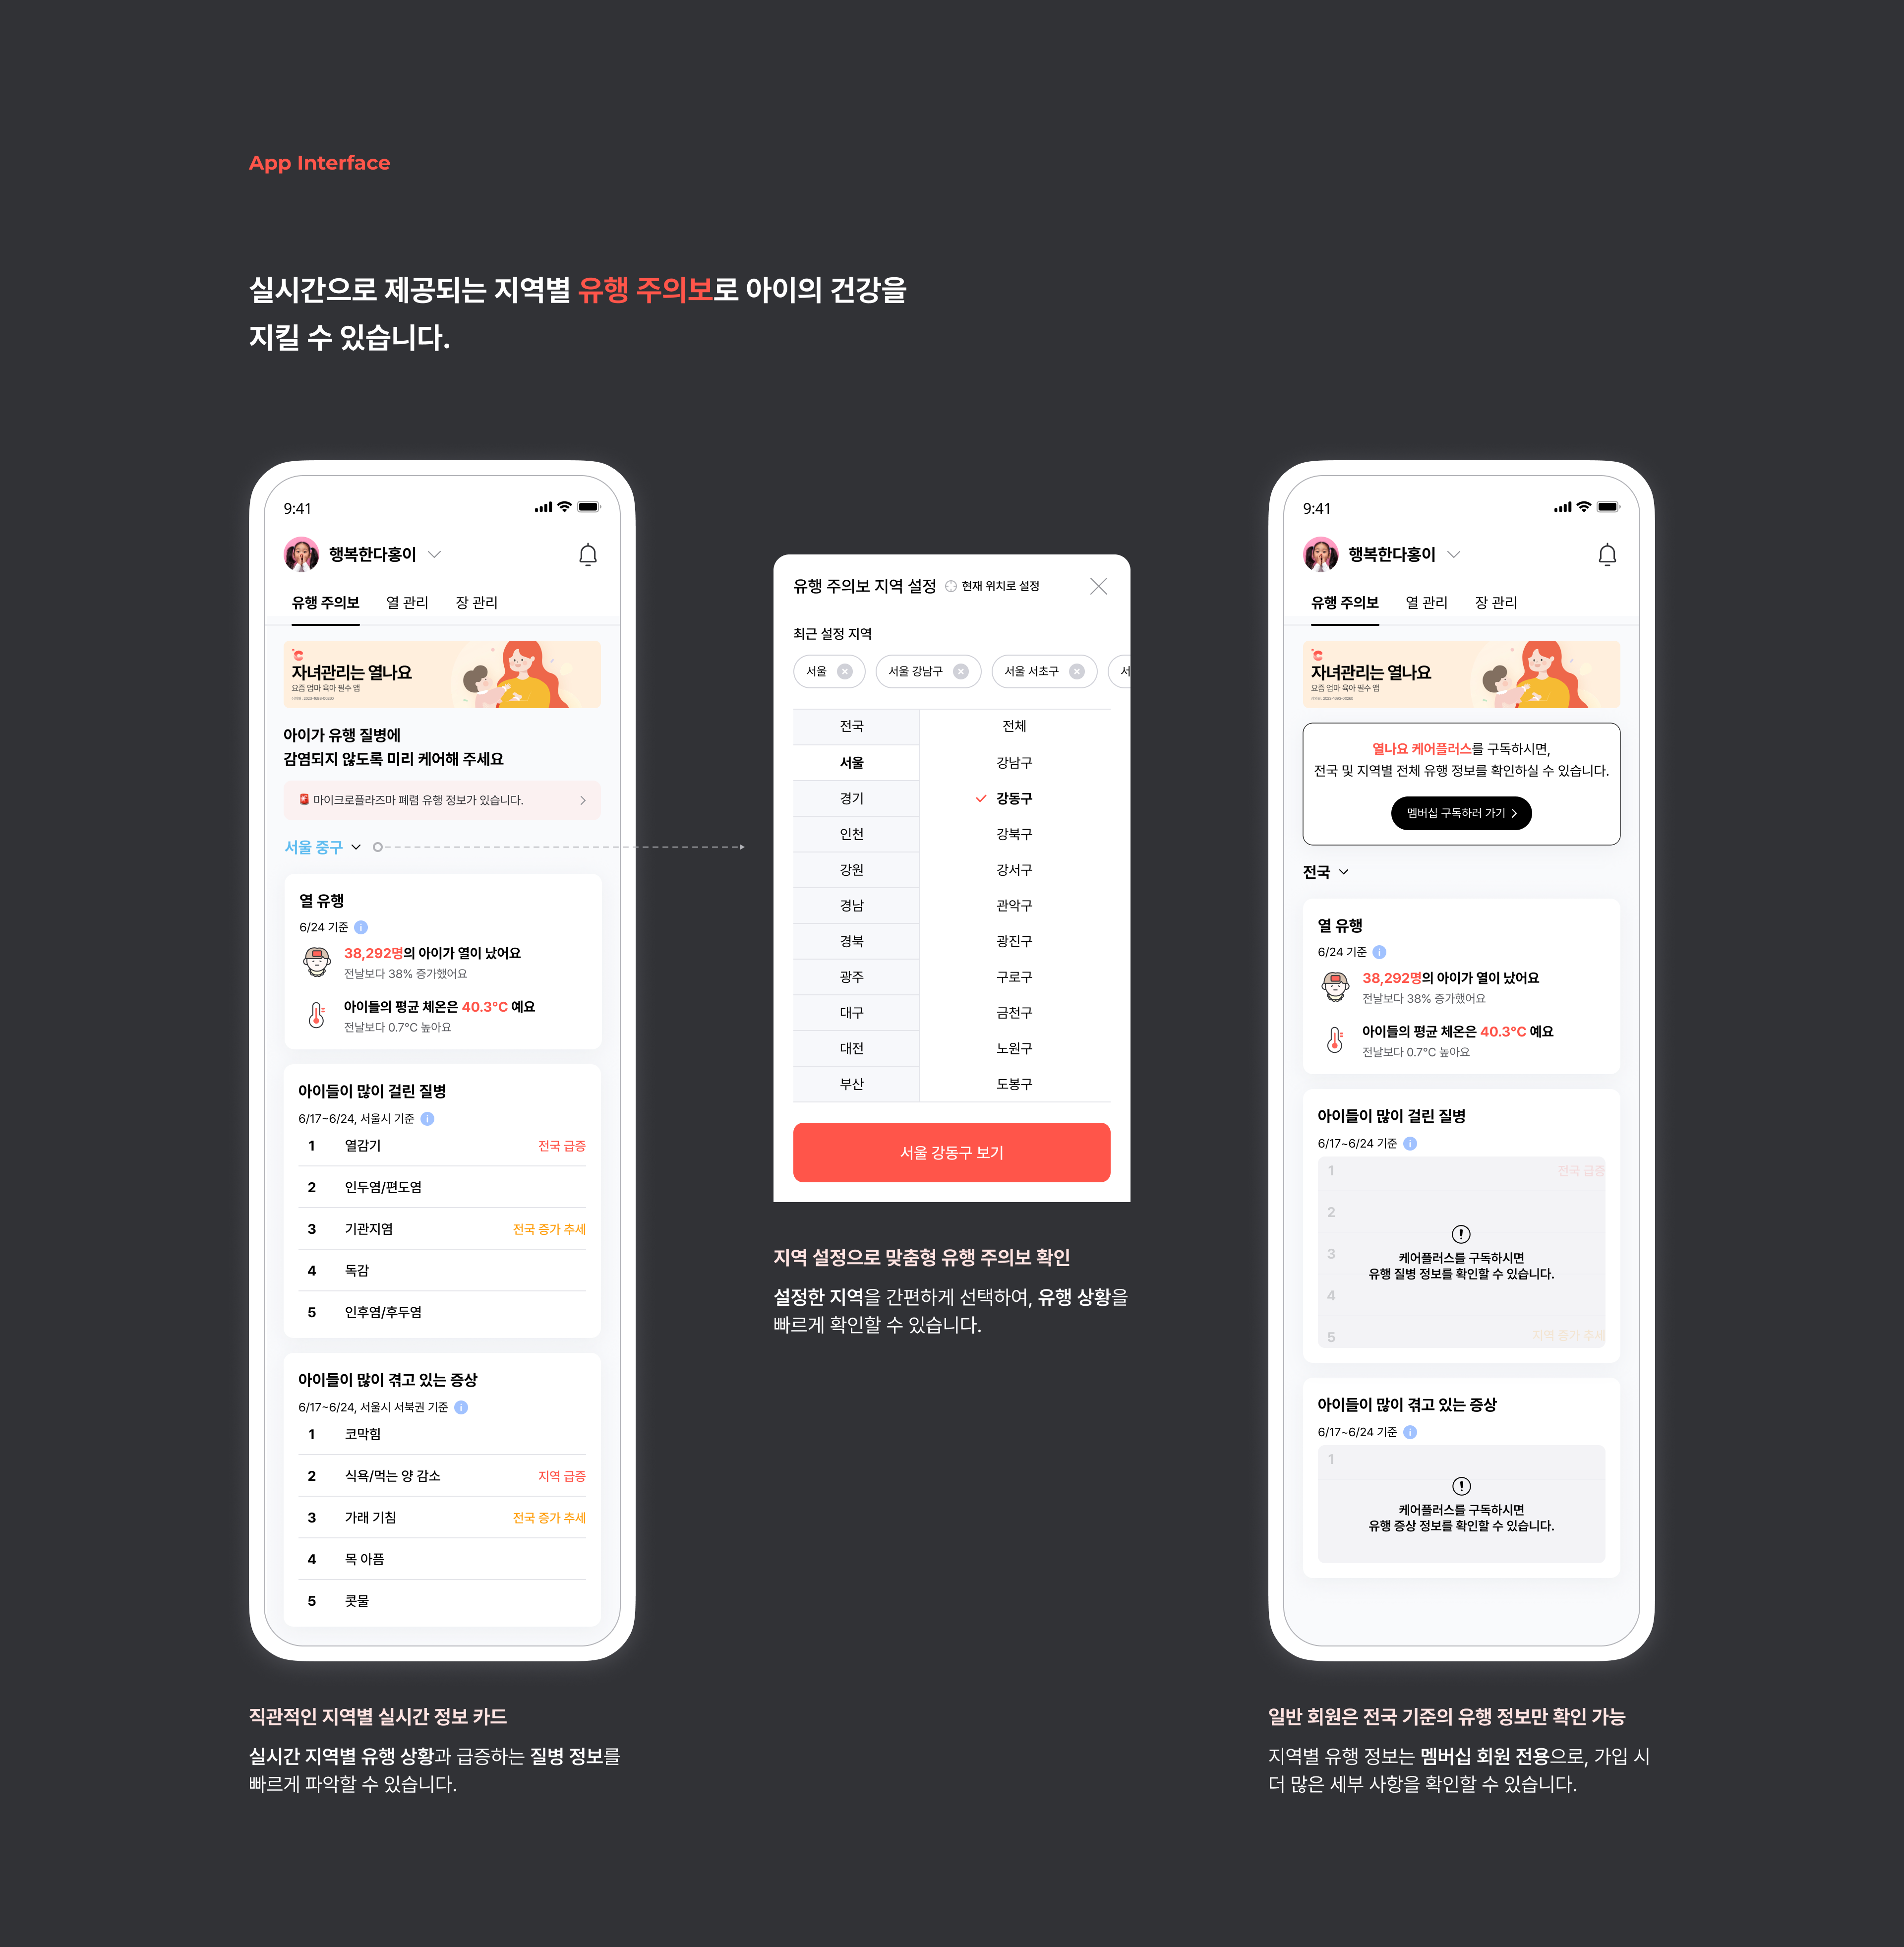 App Interface
실시간으로 제공되는 지역별 유행 주의보로 아이의 건강을
지킬 수 있습니다.
9:41
행복한다홍이
유행 주의보 열 관리 장 관리
자녀관리는 열나요
요즘 엄마 육아 필수 앱
아이가 유행 질병에
감염되지 않도록 미리 케어해 주세요
마이크로플라즈마 폐렴 유행 정보가 있습니다.
서울 중구
열 유행
6/24 기준
38,292명의 아이가 열이 났어요
전날보다 38% 증가했어요
아이들의 평균 체온은 40.3°C 예요
전날보다 0.7°C 높아요
아이들이 많이 걸린 질병
6/17~6/24, 서울시 기준
1 열감기 전국 급증
2 인두염/편도염
3 기관지염 전국 증가 추세
4 독감
5 인후염/후두염
아이들이 많이 겪고 있는 증상
6/17~6/24, 서울시 서북권 기준
1 코막힘
2 식욕/먹는 양 감소 지역 급증
3 가래 기침 전국 증가 추세
4 목 아픔
5 콧물
직관적인 지역별 실시간 정보 카드
실시간 지역별 유행 상황과 급증하는 질병 정보를
빠르게 파악할 수 있습니다.
유행 주의보 지역 설정 현재 위치로 설정
최근 설정 지역
서울 서울 강남구 서울 서초구 서
전국 전체
서울 강남구
경기 강동구
인천 강북구
강원 강서구
경남 관악구
경북 광진구
광주 구로구
대구 금천구
대전 노원구
부산 도봉구
서울 강동구 보기
지역 설정으로 맞춤형 유행 주의보 확인
설정한 지역을 간편하게 선택하여, 유행 상황을
빠르게 확인할 수 있습니다.
9:41
행복한다홍이
유행 주의보 열 관리 장 관리
자녀관리는 열나요
요즘 엄마 육아 필수 앱
열나요 케어플러스를 구독하시면,
전국 및 지역별 전체 유행 정보를 확인하실 수 있습니다.
멤버십 구독하러 가기
전국
열 유행
6/24 기준
38,292명의 아이가 열이 났어요
전날보다 38% 증가했어요
아이들의 평균 체온은 40.3°C 예요
전날보다 0.7°C 높아요
아이들이 많이 걸린 질병
6/17~6/24 기준
1 전국 급증
2
3
케어플러스를 구독하시면
유행 질병 정보를 확인할 수 있습니다.
4
5 지역 증가 추세
아이들이 많이 겪고 있는 증상
6/17~6/24 기준
1
케어플러스를 구독하시면
유행 증상 정보를 확인할 수 있습니다.
일반 회원은 전국 기준의 유행 정보만 확인 가능
지역별 유행 정보는 멤버십 회원 전용으로, 가입 시
더 많은 세부 사항을 확인할 수 있습니다.